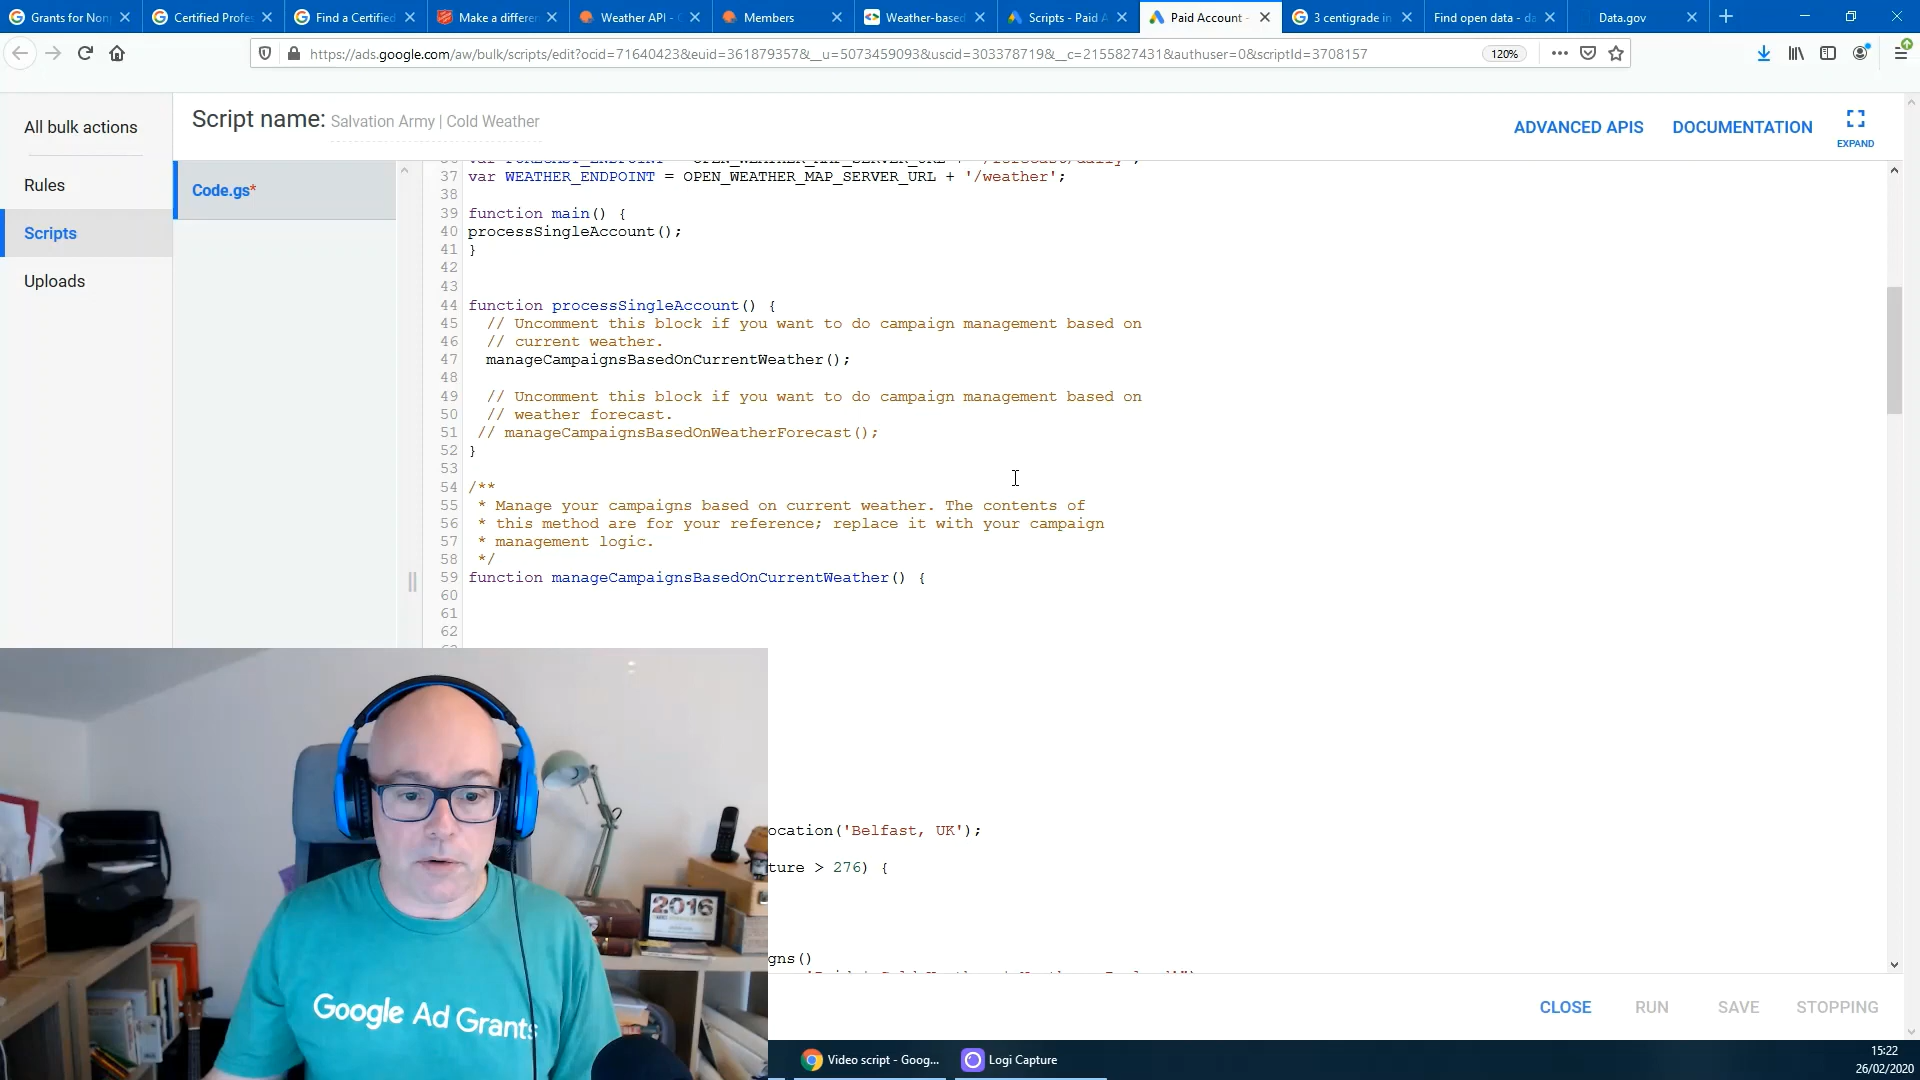 Grants for Non
Certified Profes
Find a Certified
Make a differen
Weather API - 
Members
Weather-based
Scripts - Paid A
Paid Account -
3 centigrade in
Find open data - da
Data.gov
https://ads.google.com/aw/bulk/scripts/edit?ocid=71640423&euid=361879357&__u=5073459093&uscid=303378719&__c=2155827431&authuser=0&scriptId=3708157
120%
All bulk actions
Rules
Scripts
Uploads
Script name: Salvation Army | Cold Weather
ADVANCED APIS
DOCUMENTATION
EXPAND
Code.gs*
37 var WEATHER_ENDPOINT = OPEN_WEATHER_MAP_SERVER_URL + '/weather';
38
39 function main() {
40 processSingleAccount();
41 }
42
43
44 function processSingleAccount() {
45 // Uncomment this block if you want to do campaign management based on
46 // current weather.
47 manageCampaignsBasedOnCurrentWeather();
48
49 // Uncomment this block if you want to do campaign management based on
50 // weather forecast.
51 // manageCampaignsBasedOnWeatherForecast();
52 }
53
54 /**
55 * Manage your campaigns based on current weather. The contents of
56 * this method are for your reference; replace it with your campaign
57 * management logic.
58 */
59 function manageCampaignsBasedOnCurrentWeather() {
60
61
62
ocation('Belfast, UK');
ture > 276) {
gns()
CLOSE
RUN
SAVE
STOPPING
2016
Google Ad Grants
Video script - Goog...
Logi Capture
15:22
26/02/2020